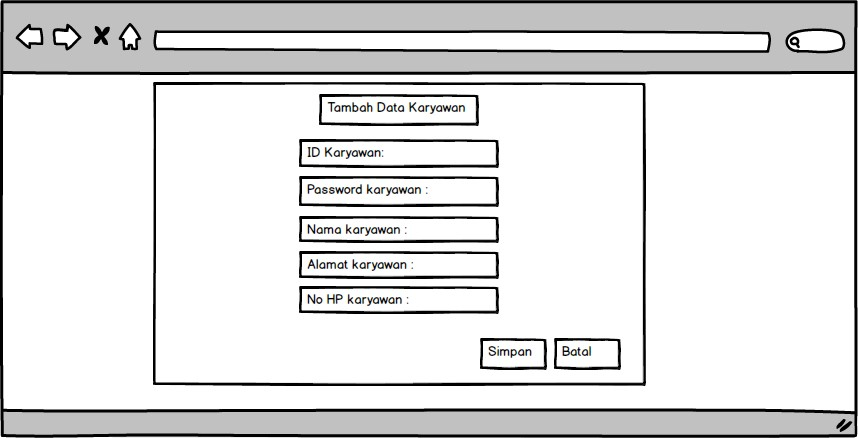 Tambah Data Karyawan
ID Karyawan:
Password karyawan :
Nama karyawan :
Alamat karyawan :
No HP karyawan :
Simpan Batal